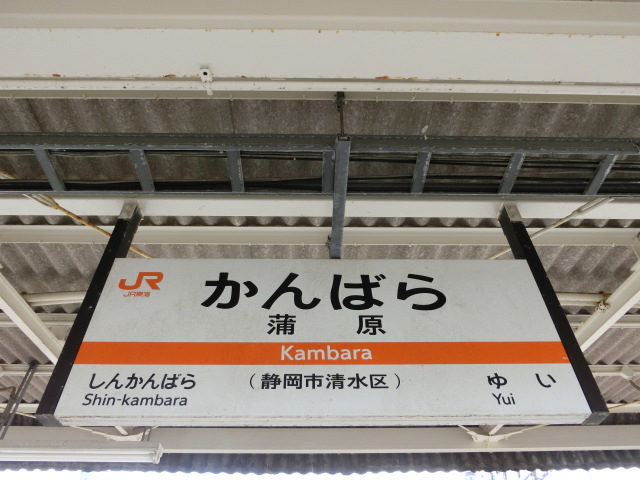 JR
JR東海
かんばら
蒲原
Kambara
しんかんばら
Shin-kambara
(静岡市清水区)
ゆい
Yui